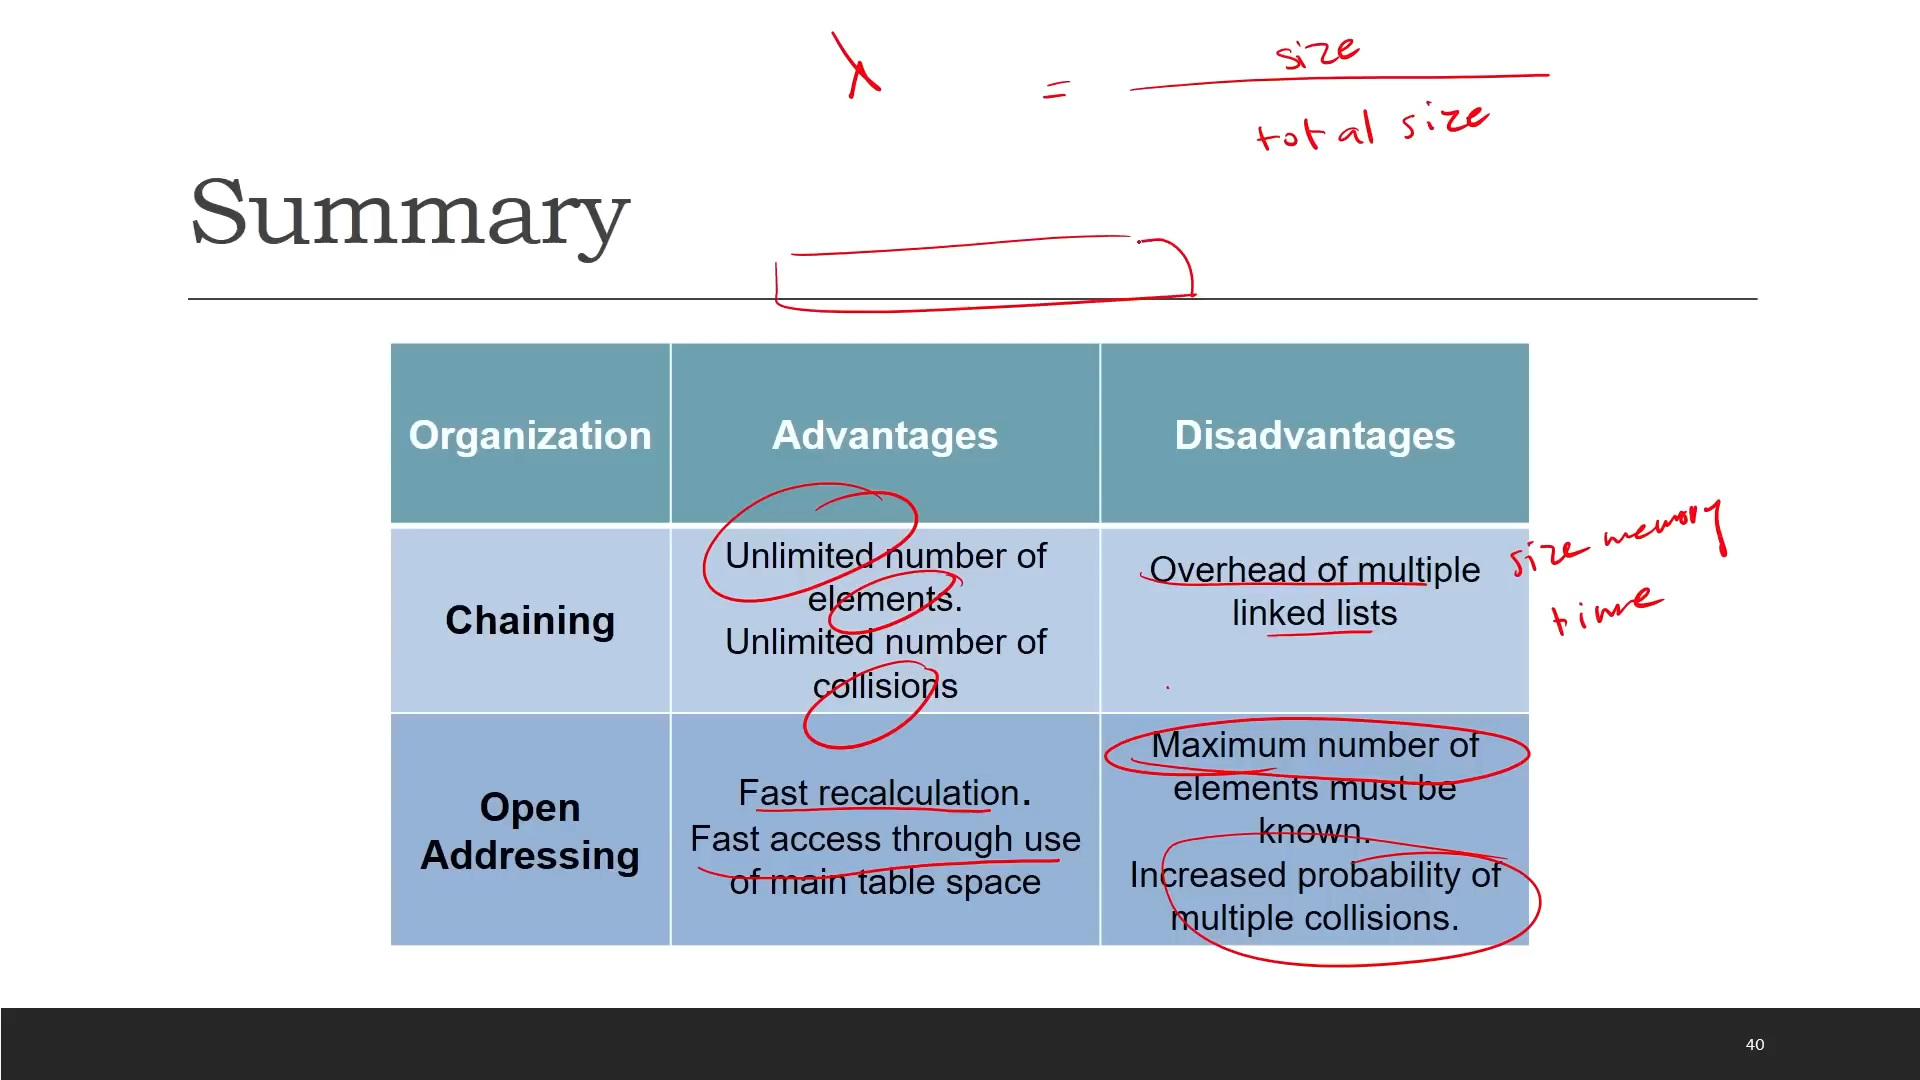 λ = size
total size
Summary
Organization Advantages Disadvantages
Chaining
Unlimited number of
elements.
Unlimited number of
collisions
Overhead of multiple
linked lists
size memory
time
Open
Addressing
Fast recalculation.
Fast access through use
of main table space
Maximum number of
elements must be
known.
Increased probability of
multiple collisions.
40